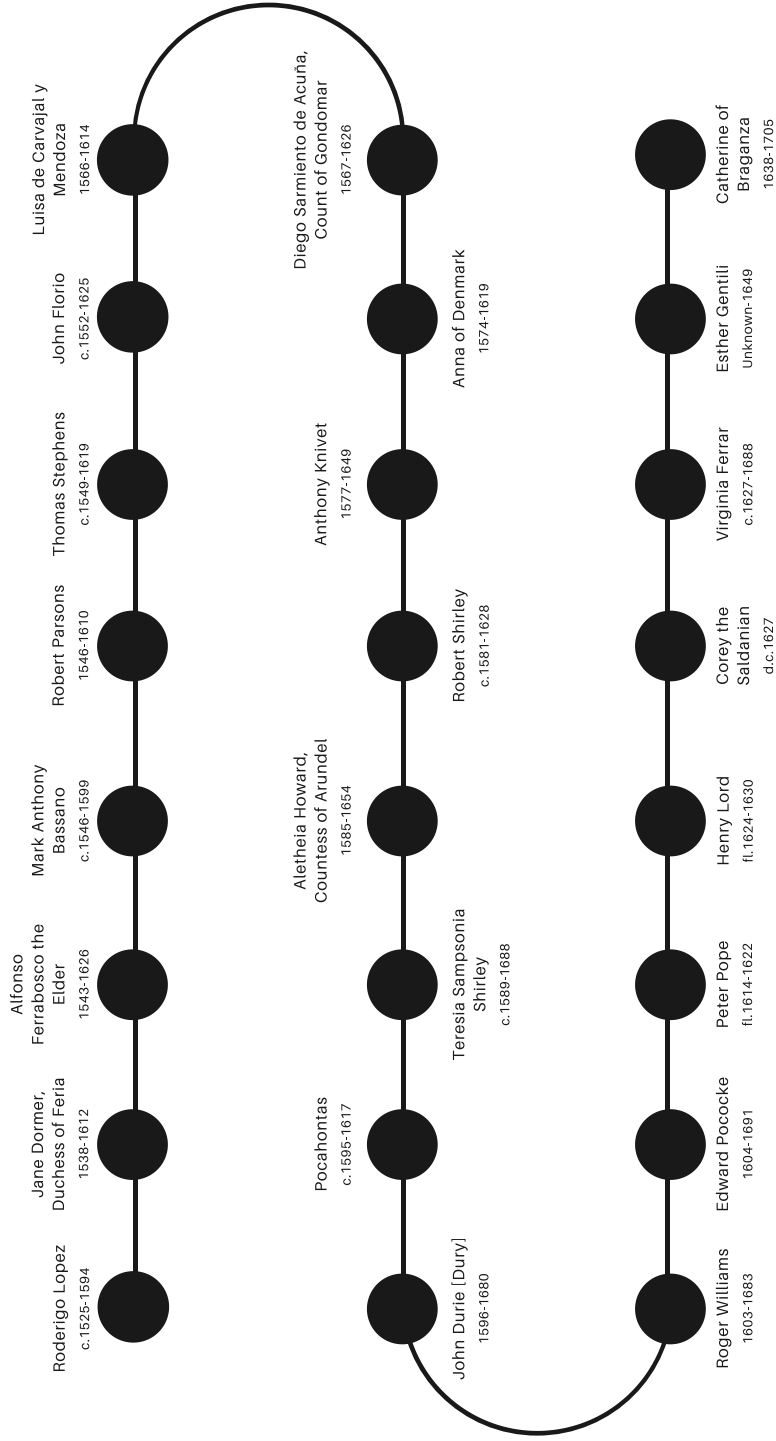 Roderigo Lopez
c.1525-1594
Jane Dormer,
Duchess of Feria
1538-1612
Alfonso
Ferrabosco the
Elder
1543-1626
Mark Anthony
Bassano
c.1546-1599
Robert Parsons
1546-1610
Thomas Stephens
c.1549-1619
John Florio
c.1552-1625
Luisa de Carvajal y
Mendoza
1566-1614
Diego Sarmiento de Acuña,
Count of Gondomar
1567-1626
Anna of Denmark
1574-1619
Anthony Knivet
1577-1649
Robert Shirley
c.1581-1628
Aletheia Howard,
Countess of Arundel
1585-1654
Teresia Sampsonia
Shirley
c.1589-1688
Pocahontas
c.1595-1617
John Durie [Dury]
1596-1680
Roger Williams
1603-1683
Edward Pococke
1604-1691
Peter Pope
fl.1614-1622
Henry Lord
fl.1624-1630
Corey the
Saldanian
d.c.1627
Virginia Ferrar
c.1627-1688
Esther Gentili
Unknown-1649
Catherine of
Braganza
1638-1705